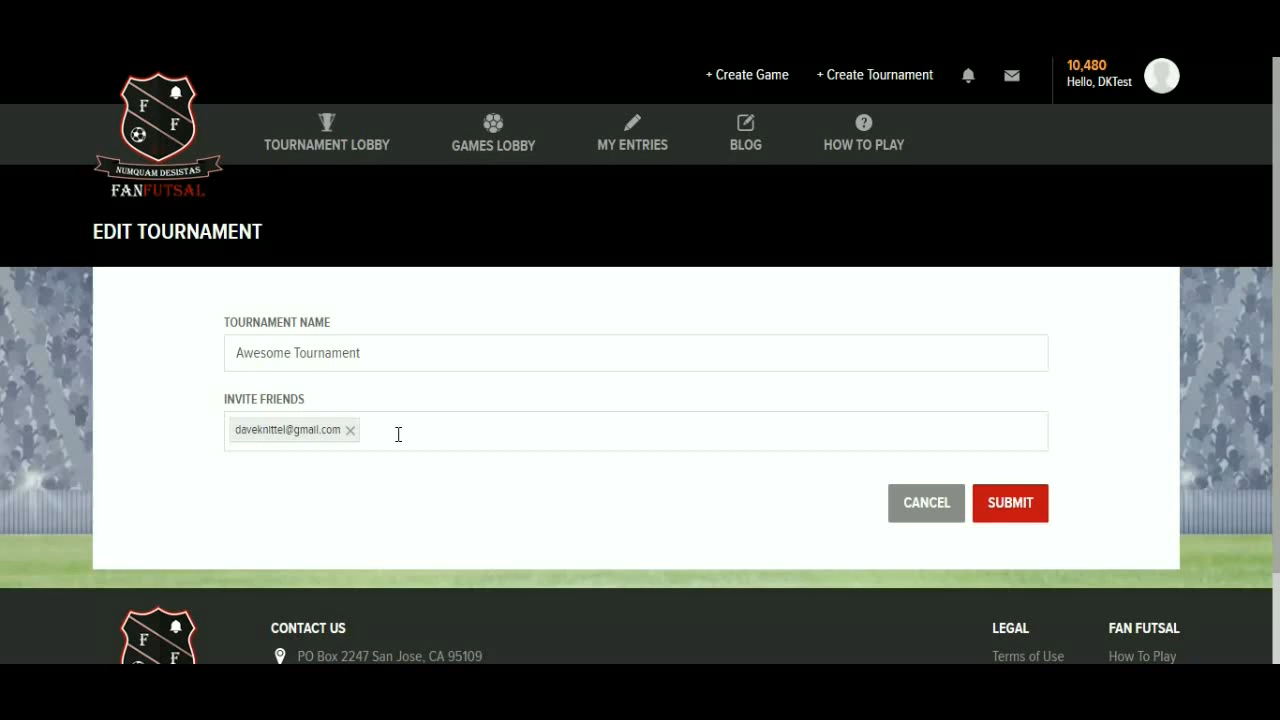 + Create Game
+ Create Tournament
10,480
Hello, DKTest
F
F
NUMQUAM DESISTAS
FANFUTSAL
TOURNAMENT LOBBY
GAMES LOBBY
MY ENTRIES
BLOG
HOW TO PLAY
EDIT TOURNAMENT
TOURNAMENT NAME
Awesome Tournament
INVITE FRIENDS
daveknittel@gmail.com
CANCEL
SUBMIT
F
F
CONTACT US
PO Box 2247 San Jose, CA 95109
LEGAL
Terms of Use
FAN FUTSAL
How To Play